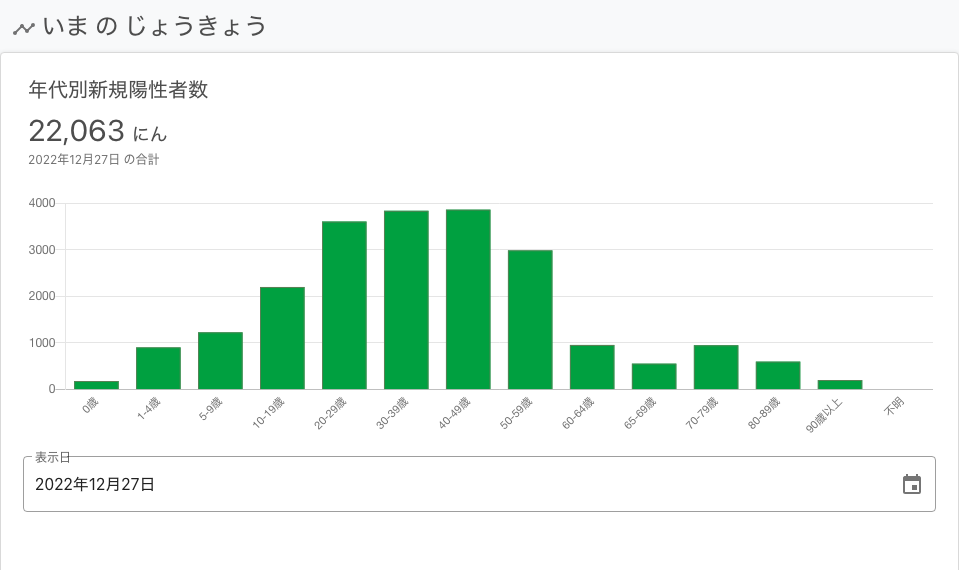 いま の じょうきょう
年代別新規陽性者数
22,063 にん
2022年12月27日 の合計
4000
3000
2000
1000
0
0歳
1-4歳
5-9歳
10-19歳
20-29歳
30-39歳
40-49歳
50-59歳
60-64歳
65-69歳
70-79歳
80-89歳
90歳以上
不明
表示日
2022年12月27日